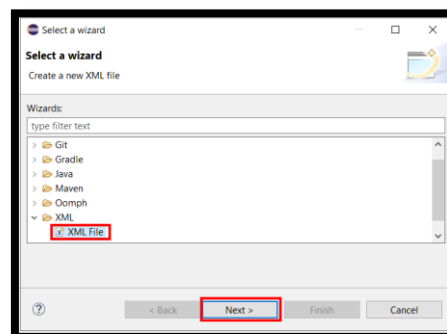 Select a wizard
Select a wizard
Create a new XML file
Wizards:
type filter text
Git
Gradle
Java
Maven
Oomph
XML
XML File
< Back Next > Finish Cancel